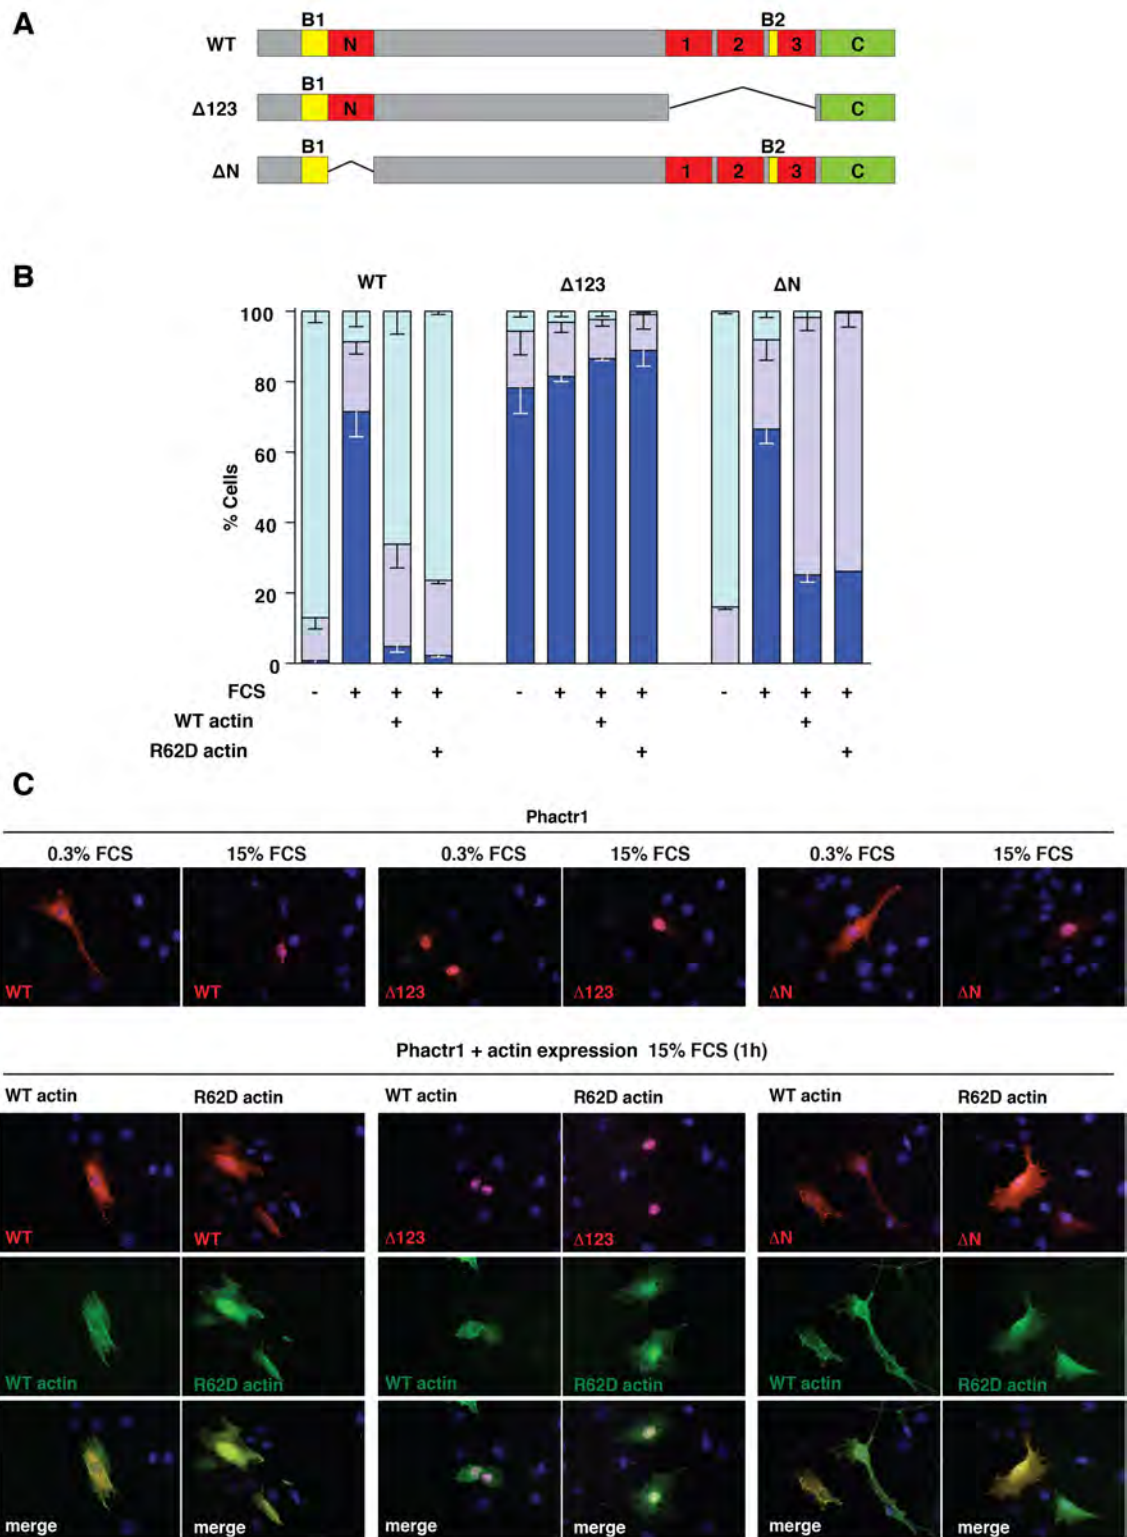 A
B1 B2
WT N 1 2 3 C
B1
Δ123 N C
B1 B2
ΔN 1 2 3 C
B
WT Δ123 ΔN
100
80
60
40
20
0
% Cells
FCS - + + + - + + + - + + +
WT actin + + +
R62D actin + + +
C
Phactr1
0.3% FCS 15% FCS 0.3% FCS 15% FCS 0.3% FCS 15% FCS
WT WT Δ123 Δ123 ΔN ΔN
Phactr1 + actin expression 15% FCS (1h)
WT actin R62D actin WT actin R62D actin WT actin R62D actin
WT WT Δ123 Δ123 ΔN ΔN
WT actin R62D actin WT actin R62D actin WT actin R62D actin
merge merge merge merge merge merge